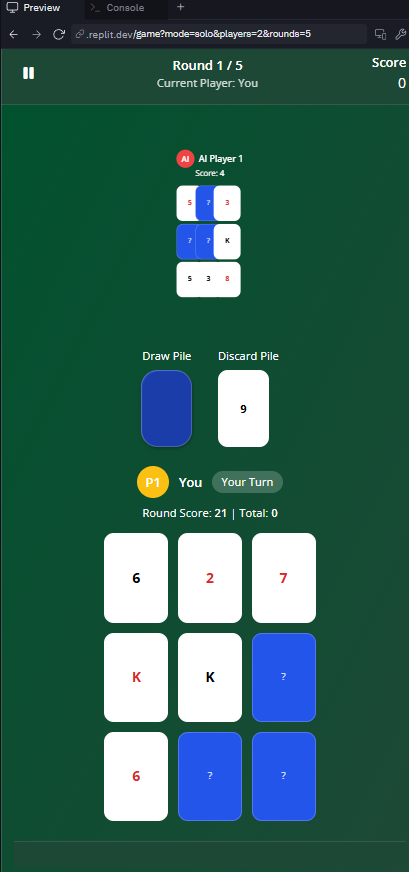 Preview >_ Console +
.replit.dev/game?mode=solo&players=2&rounds=5
Round 1 / 5
Current Player: You
Score
0
AI AI Player 1
Score: 4
5 ? 3
? ? K
5 3 8
Draw Pile Discard Pile
9
P1 You Your Turn
Round Score: 21 | Total: 0
6 2 7
K K ?
6 ? ?